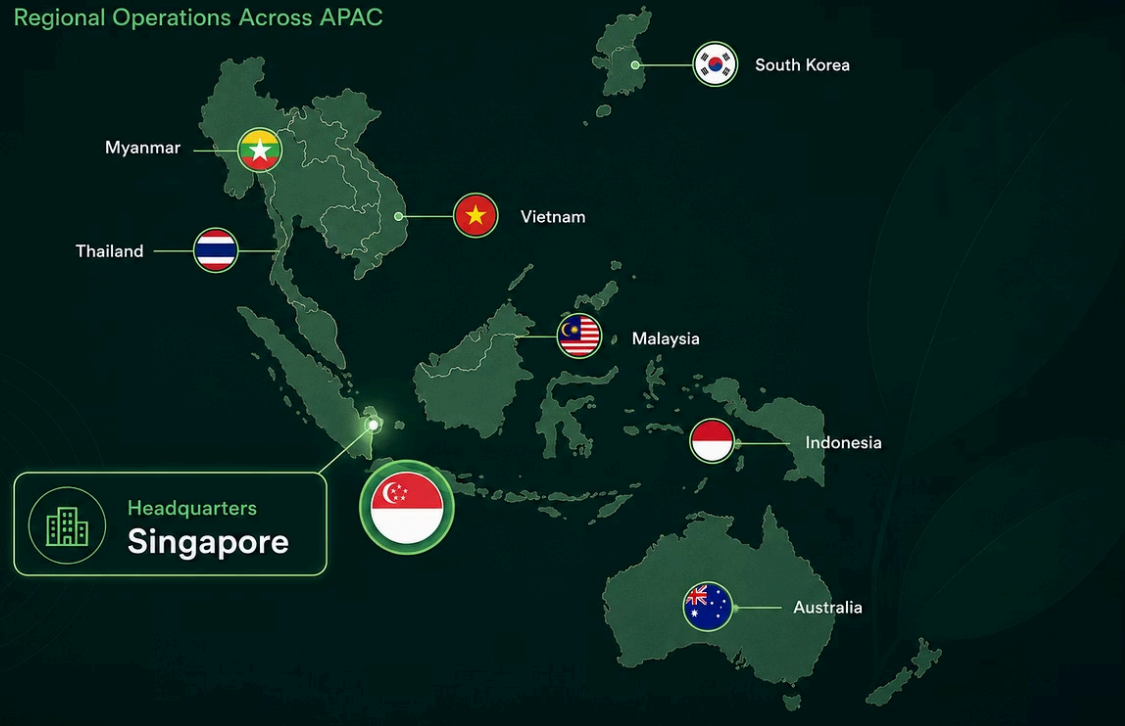 Regional Operations Across APAC
South Korea
Myanmar
Vietnam
Thailand
Malaysia
Indonesia
Headquarters
Singapore
Australia